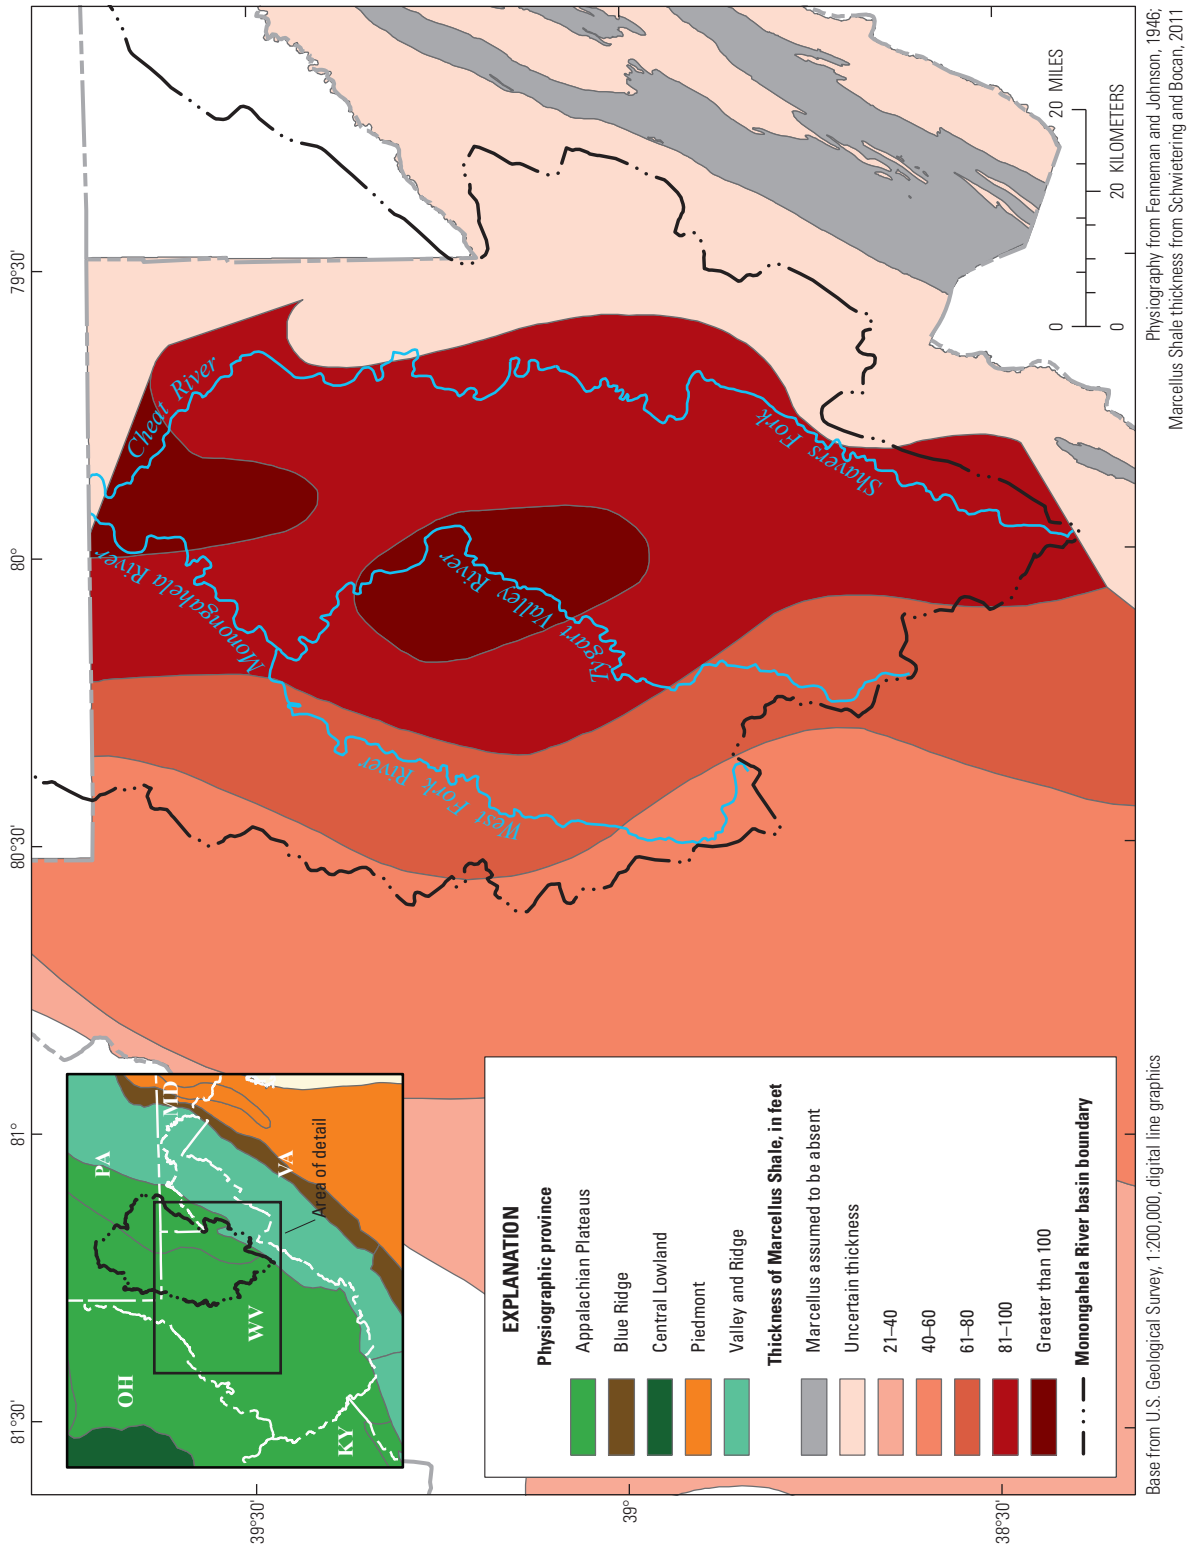 81°30'
81°
80°30'
80°
79°30'
39°30'
39°
38°30'
OH
PA
MD
WV
VA
KY
Area of detail
Monongahela River
Cheat River
West Fork River
Tygart Valley River
Shavers Fork
EXPLANATION
Physiographic province
Appalachian Plateaus
Blue Ridge
Central Lowland
Piedmont
Valley and Ridge
Thickness of Marcellus Shale, in feet
Marcellus assumed to be absent
Uncertain thickness
21–40
40–60
61–80
81–100
Greater than 100
Monongahela River basin boundary
0 20 MILES
0 10 20 KILOMETERS
Base from U.S. Geological Survey, 1:200,000, digital line graphics
Physiography from Fenneman and Johnson, 1946;
Marcellus Shale thickness from Schwietering and Bocan, 2011